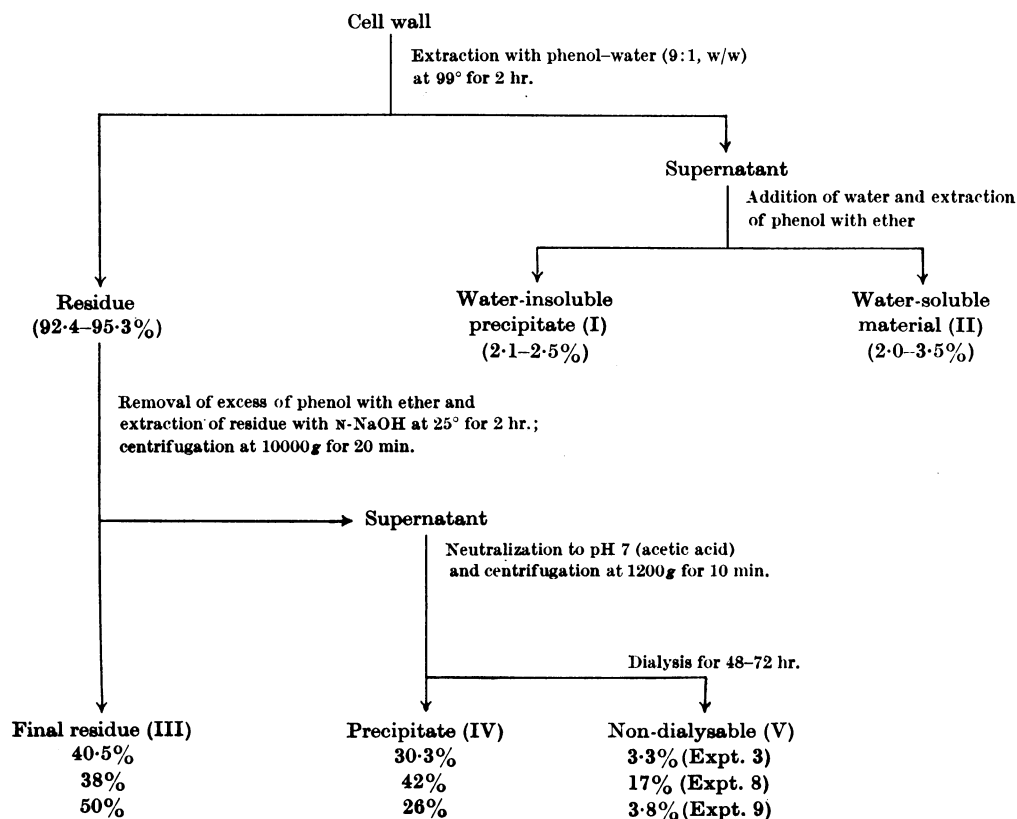 Cell wall
Extraction with phenol–water (9:1, w/w)
at 99° for 2 hr.
Supernatant
Addition of water and extraction
of phenol with ether
Residue
(92·4–95·3%)
Water-insoluble
precipitate (I)
(2·1–2·5%)
Water-soluble
material (II)
(2·0–3·5%)
Removal of excess of phenol with ether and
extraction of residue with N-NaOH at 25° for 2 hr.;
centrifugation at 10000g for 20 min.
Supernatant
Neutralization to pH 7 (acetic acid)
and centrifugation at 1200g for 10 min.
Dialysis for 48–72 hr.
Final residue (III)
40·5%
38%
50%
Precipitate (IV)
30·3%
42%
26%
Non-dialysable (V)
3·3% (Expt. 3)
17% (Expt. 8)
3·8% (Expt. 9)